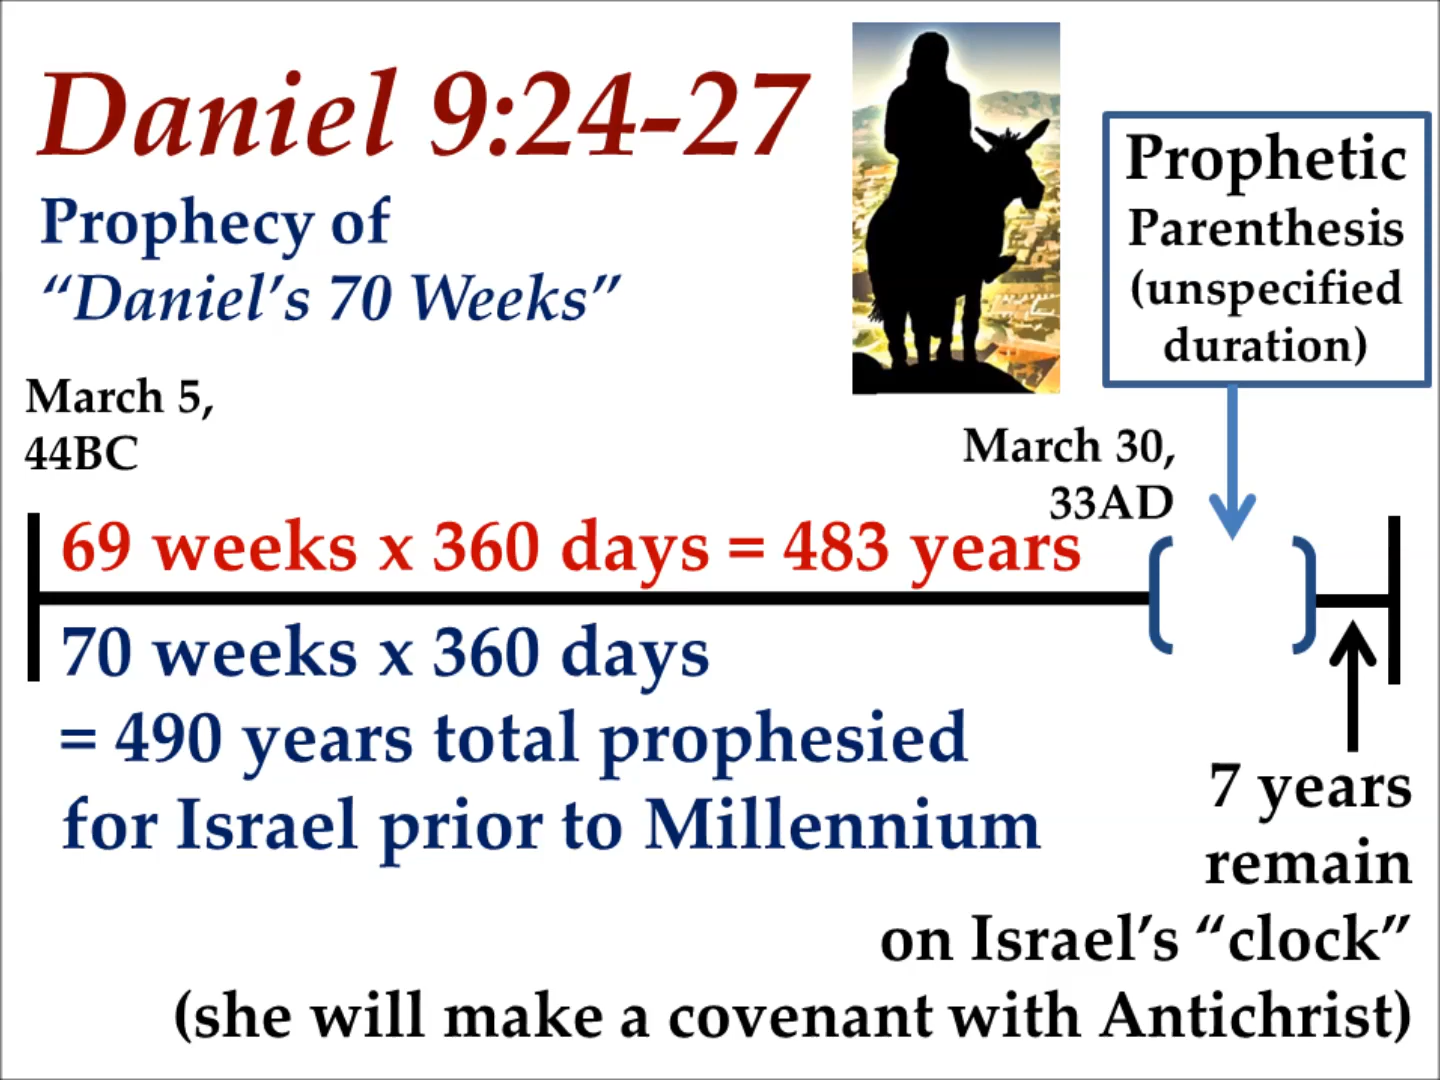 Daniel 9:24-27
Prophecy of
“Daniel’s 70 Weeks”
Prophetic
Parenthesis
(unspecified
duration)
March 5,
44BC
March 30,
33AD
69 weeks x 360 days = 483 years
70 weeks x 360 days
= 490 years total prophesied
for Israel prior to Millennium
7 years
remain
on Israel’s “clock”
(she will make a covenant with Antichrist)